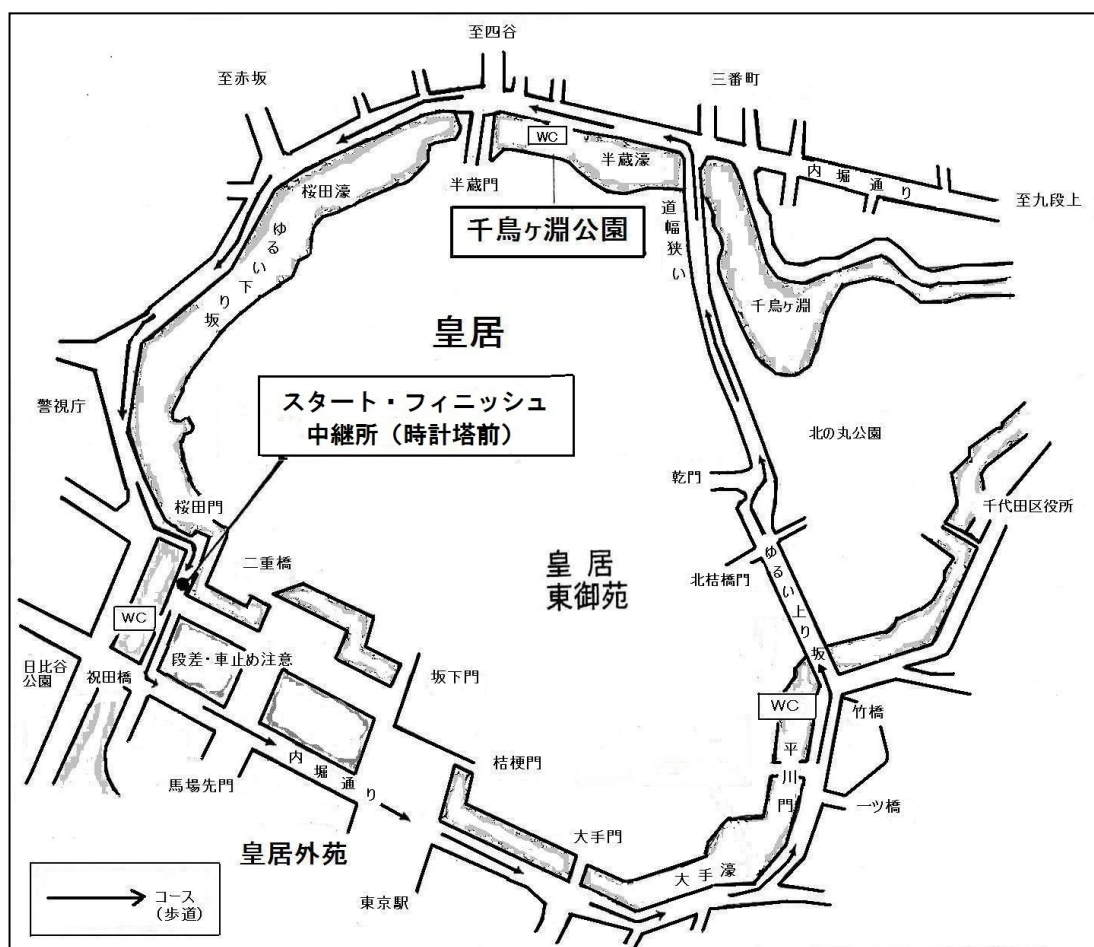 至四谷
至赤坂
三番町
WC
半蔵濠
内堀通り
桜田濠
半蔵門
至九段上
千鳥ヶ淵公園
道幅狭い
ゆるい下り坂
千鳥ヶ淵
皇居
スタート・フィニッシュ
中継所（時計塔前）
警視庁
北の丸公園
乾門
桜田門
千代田区役所
二重橋
皇居
東御苑
北桔橋門
ゆるい上り坂
WC
段差・車止め注意
日比谷
公園
祝田橋
坂下門
WC
竹橋
平川門
桔梗門
内堀通り
馬場先門
一ツ橋
大手門
皇居外苑
大手濠
東京駅
コース
（歩道）